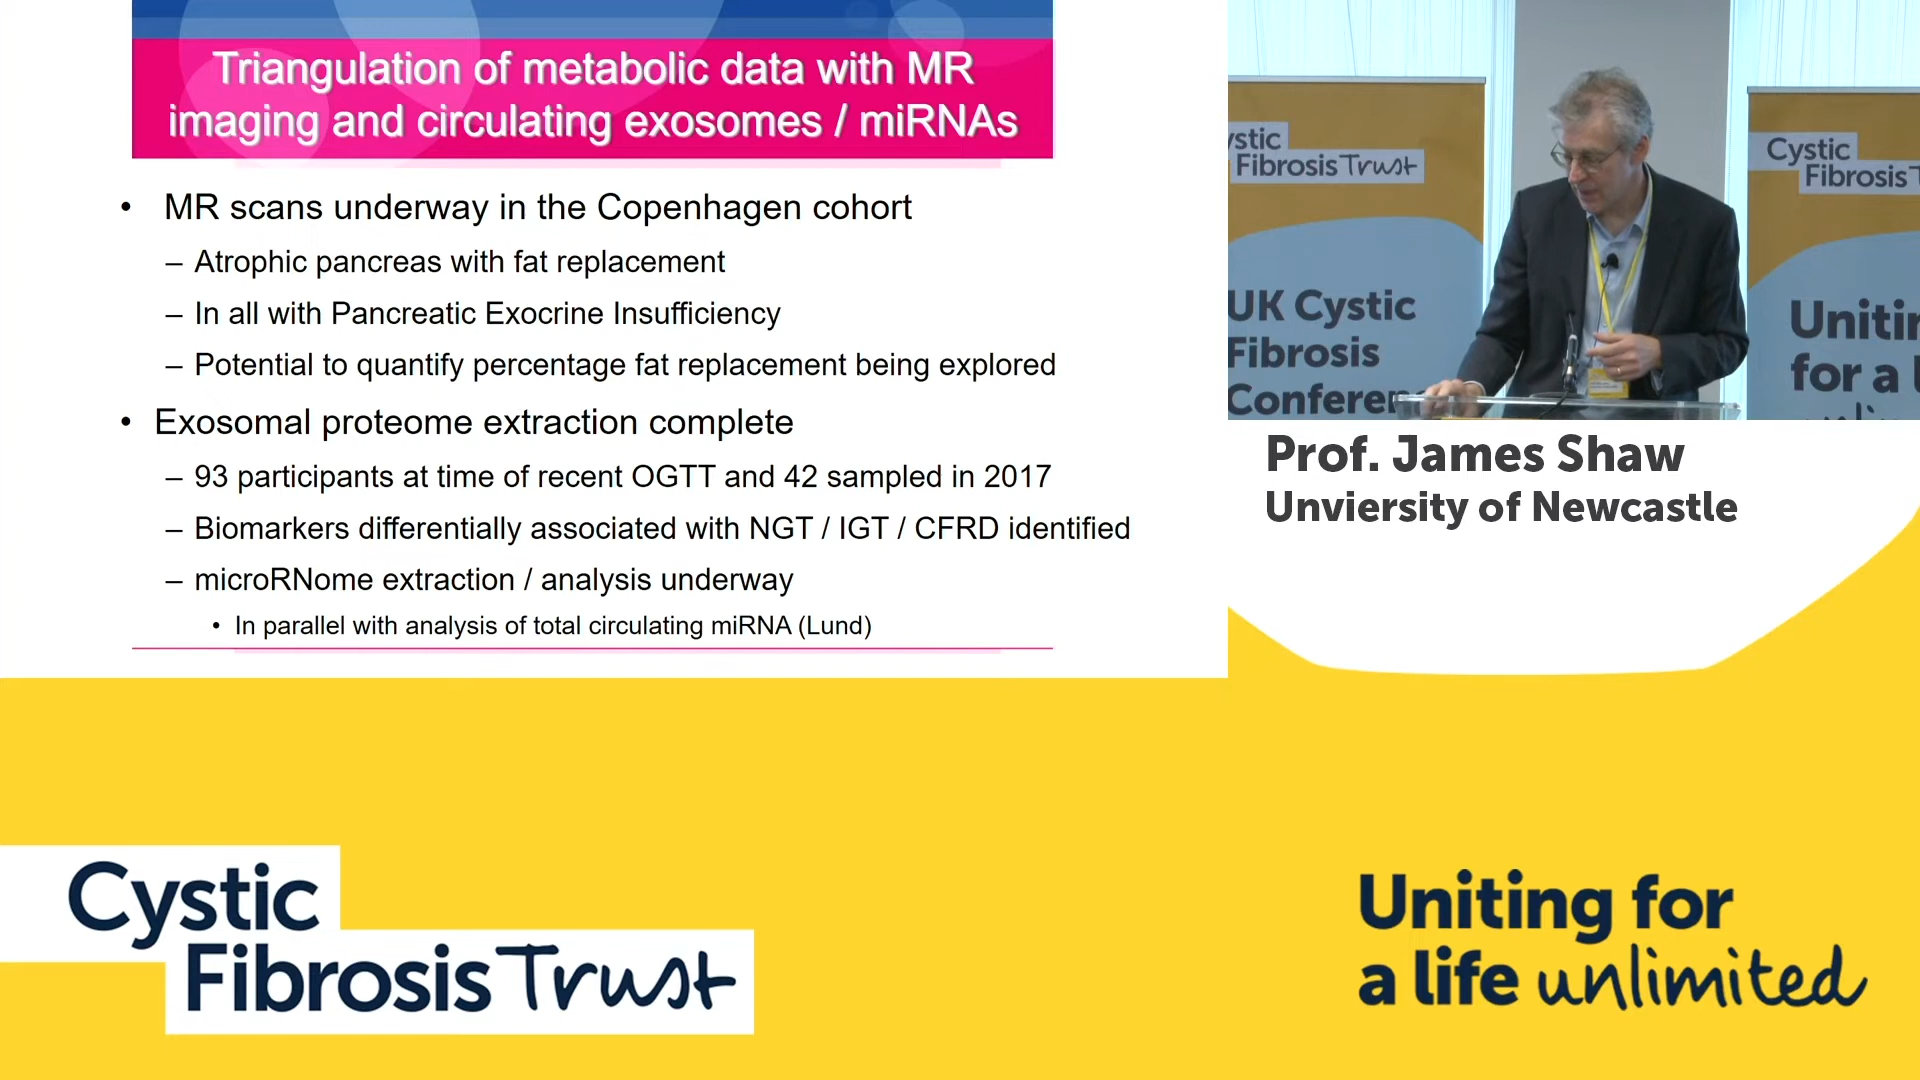 Triangulation of metabolic data with MR
imaging and circulating exosomes / miRNAs
• MR scans underway in the Copenhagen cohort
– Atrophic pancreas with fat replacement
– In all with Pancreatic Exocrine Insufficiency
– Potential to quantify percentage fat replacement being explored
• Exosomal proteome extraction complete
– 93 participants at time of recent OGTT and 42 sampled in 2017
– Biomarkers differentially associated with NGT / IGT / CFRD identified
– microRNome extraction / analysis underway
• In parallel with analysis of total circulating miRNA (Lund)
ystic
Fibrosis Trust
UK Cystic
Fibrosis
Conferen
Cystic
Fibrosis T
Unitin
for a l
Prof. James Shaw
Unviersity of Newcastle
Cystic
Fibrosis Trust
Uniting for
a life unlimited